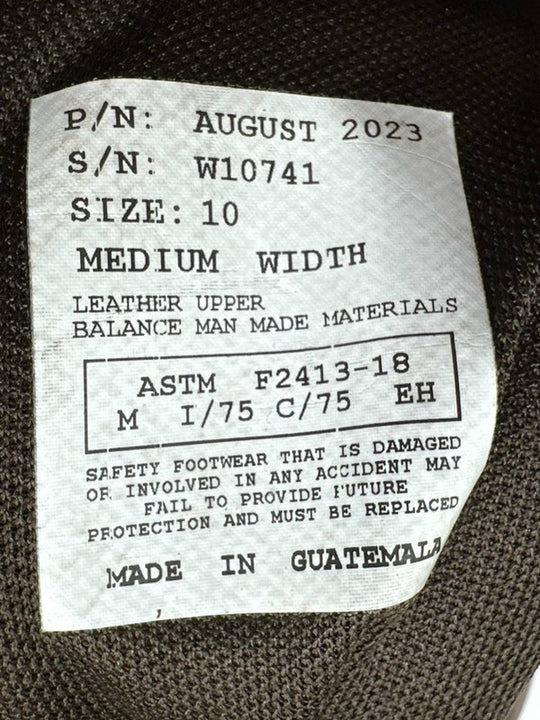 P/N: AUGUST 2023
S/N: W10741
SIZE: 10
MEDIUM WIDTH
LEATHER UPPER
BALANCE MAN MADE MATERIALS
ASTM F2413-18
M I/75 C/75 EH
SAFETY FOOTWEAR THAT IS DAMAGED
OR INVOLVED IN ANY ACCIDENT MAY
FAIL TO PROVIDE FUTURE
PROTECTION AND MUST BE REPLACED
MADE IN GUATEMALA